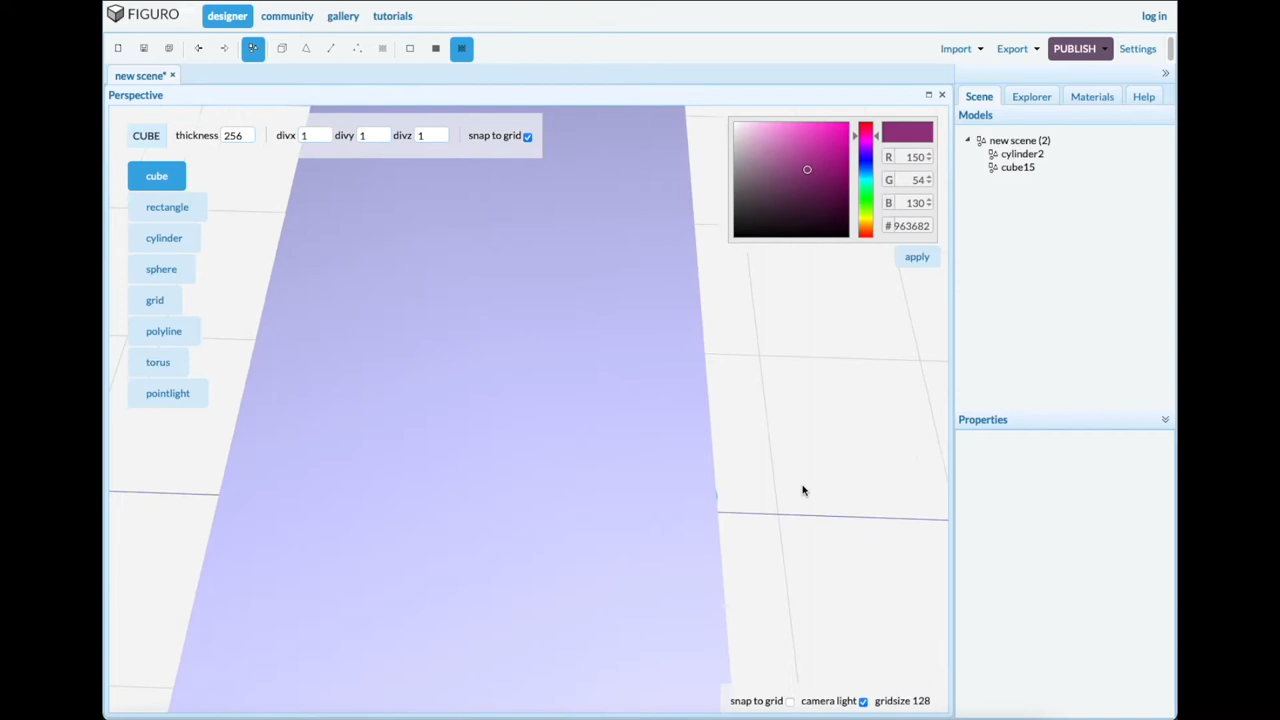 FIGURO designer community gallery tutorials log in
Import Export PUBLISH Settings
new scene* ×
Perspective
Scene Explorer Materials Help
Models
new scene (2)
cylinder2
cube15
CUBE thickness 256 divx 1 divy 1 divz 1 snap to grid
cube
rectangle
cylinder
sphere
grid
polyline
torus
pointlight
R 150
G 54
B 130
# 963682
apply
Properties
snap to grid camera light gridsize 128